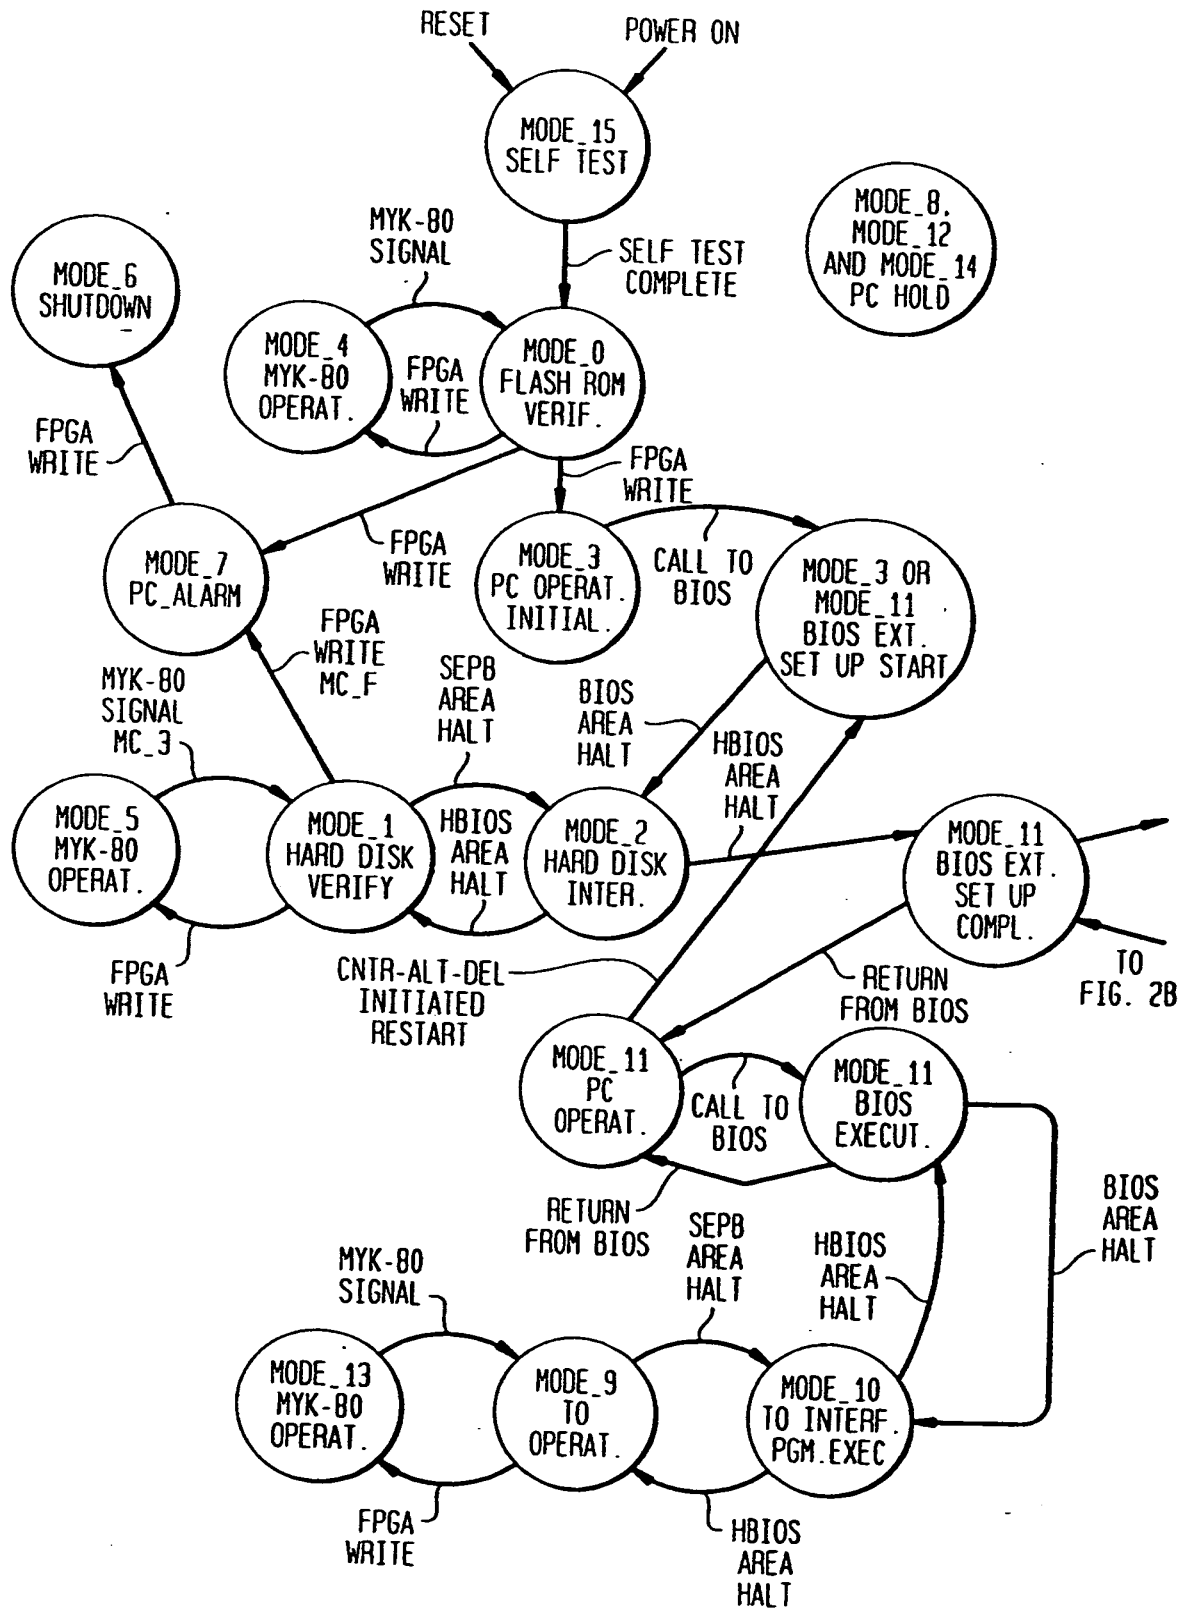 RESET
POWER ON
MODE_15
SELF TEST
MODE_8,
MODE_12
AND MODE_14
PC HOLD
MYK-80
SIGNAL
SELF TEST
COMPLETE
MODE_6
SHUTDOWN
MODE_4
MYK-80
OPERAT.
FPGA
WRITE
MODE_0
FLASH ROM
VERIF.
FPGA
WRITE
FPGA
WRITE
FPGA
WRITE
MODE_7
PC_ALARM
MODE_3
PC OPERAT.
INITIAL.
CALL TO
BIOS
MODE_3 OR
MODE_11
BIOS EXT.
SET UP START
FPGA
WRITE
MC_F
MYK-80
SIGNAL
MC_3
SEPB
AREA
HALT
BIOS
AREA
HALT
HBIOS
AREA
HALT
MODE_5
MYK-80
OPERAT.
MODE_1
HARD DISK
VERIFY
HBIOS
AREA
HALT
MODE_2
HARD DISK
INTER.
MODE_11
BIOS EXT.
SET UP
COMPL.
FPGA
WRITE
CNTR-ALT-DEL
INITIATED
RESTART
RETURN
FROM BIOS
TO
FIG. 2B
MODE_11
PC
OPERAT.
CALL TO
BIOS
MODE_11
BIOS
EXECUT.
RETURN
FROM BIOS
BIOS
AREA
HALT
MYK-80
SIGNAL
SEPB
AREA
HALT
HBIOS
AREA
HALT
MODE_13
MYK-80
OPERAT.
MODE_9
TO
OPERAT.
MODE_10
TO INTERF.
PGM.EXEC
FPGA
WRITE
HBIOS
AREA
HALT